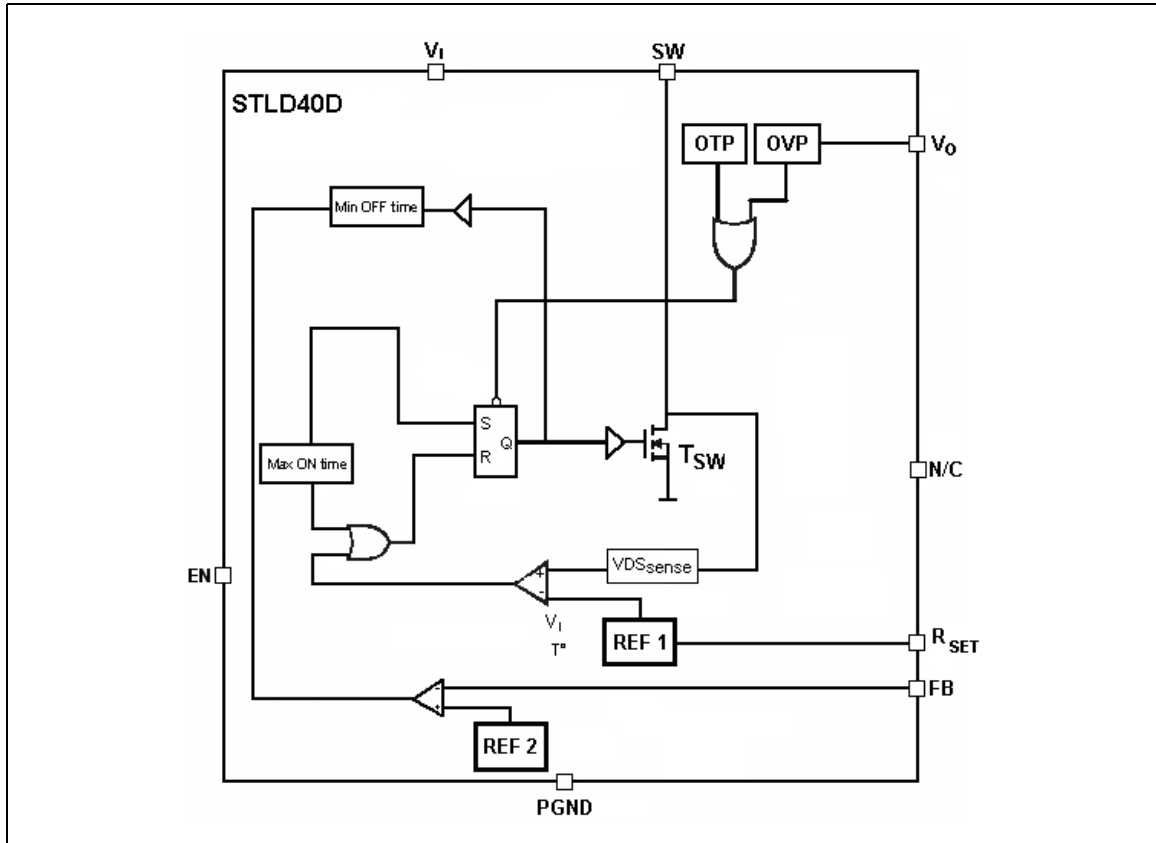 VI
SW
STLD40D
OTP
OVP
VO
Min OFF time
S
Q
R
TSW
Max ON time
N/C
VDSsense
EN
+
-
VI
T°
REF 1
RSET
-
FB
+
REF 2
PGND